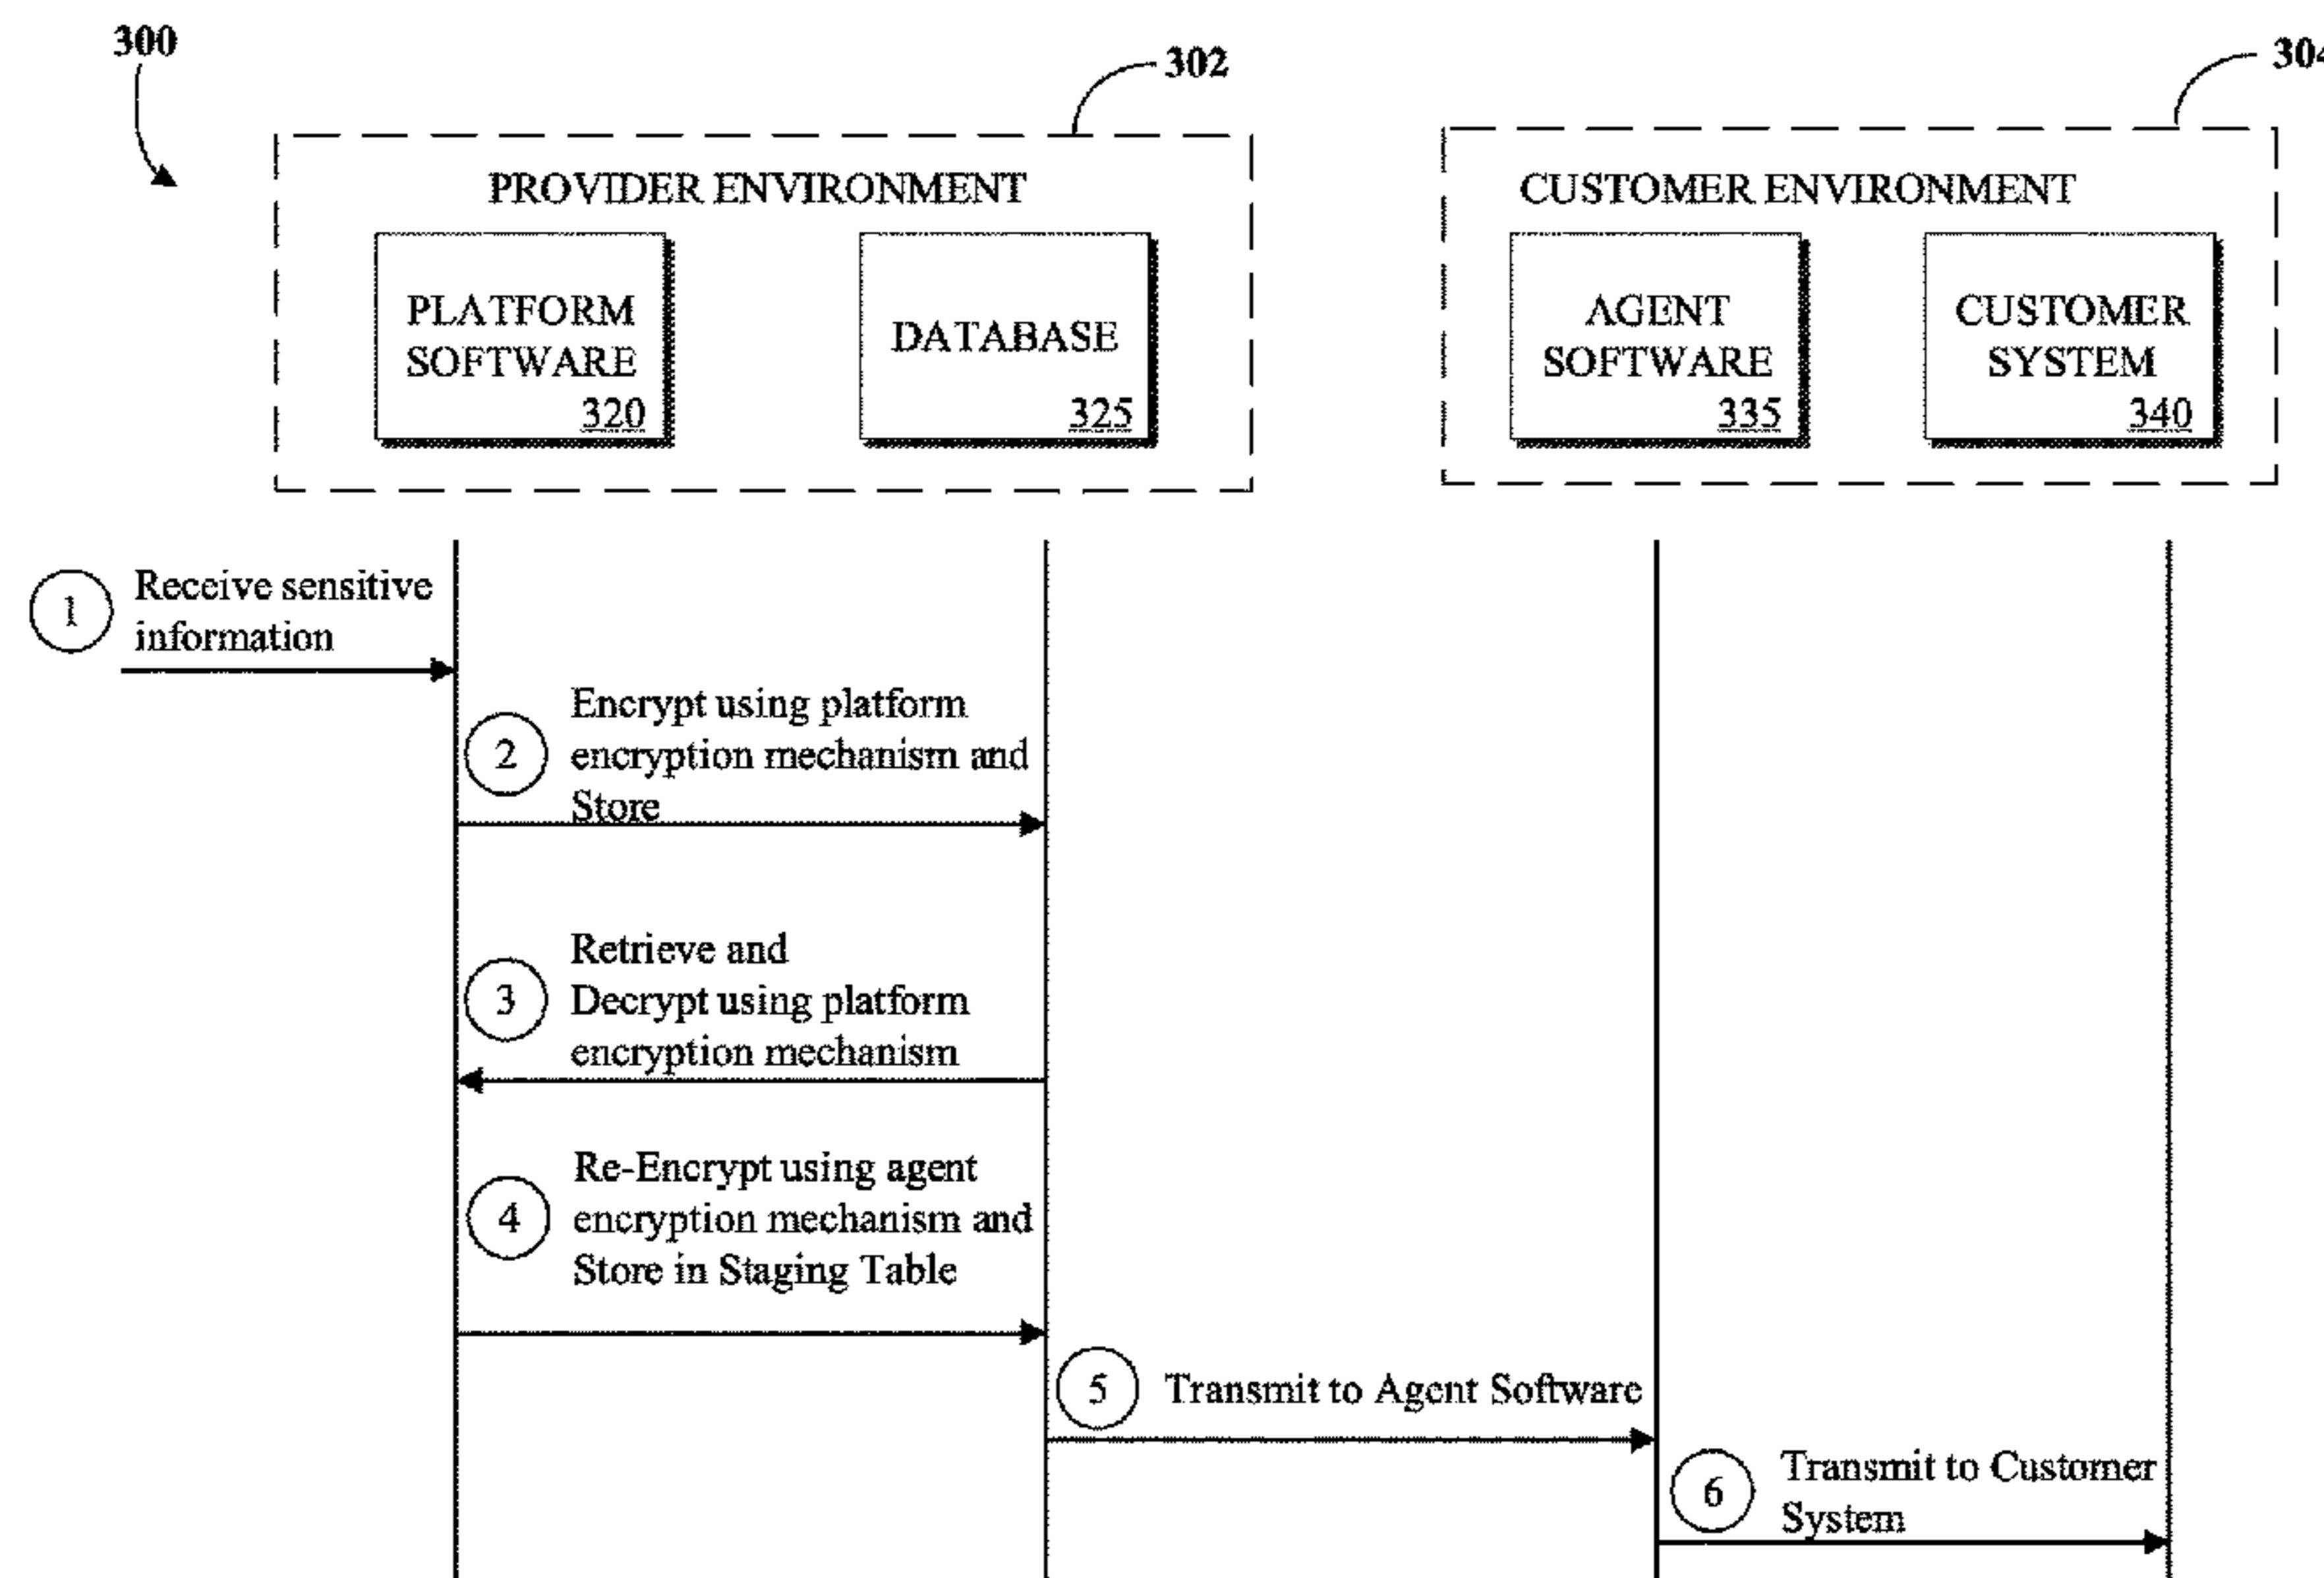 300
302
304
PROVIDER ENVIRONMENT
CUSTOMER ENVIRONMENT
PLATFORM
SOFTWARE
320
DATABASE
325
AGENT
SOFTWARE
335
CUSTOMER
SYSTEM
340
1
Receive sensitive
information
2
Encrypt using platform
encryption mechanism and
Store
3
Retrieve and
Decrypt using platform
encryption mechanism
4
Re-Encrypt using agent
encryption mechanism and
Store in Staging Table
5
Transmit to Agent Software
6
Transmit to Customer
System